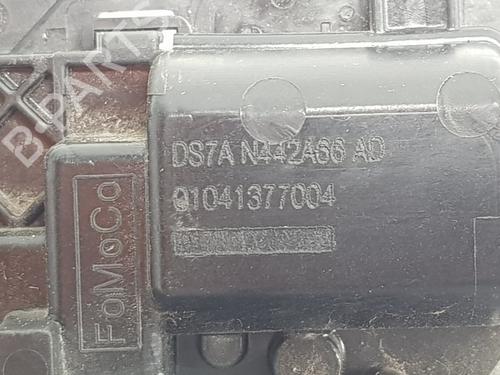 B-PARTS
DS7A N442A66 AD
01041377004
FoMoCo